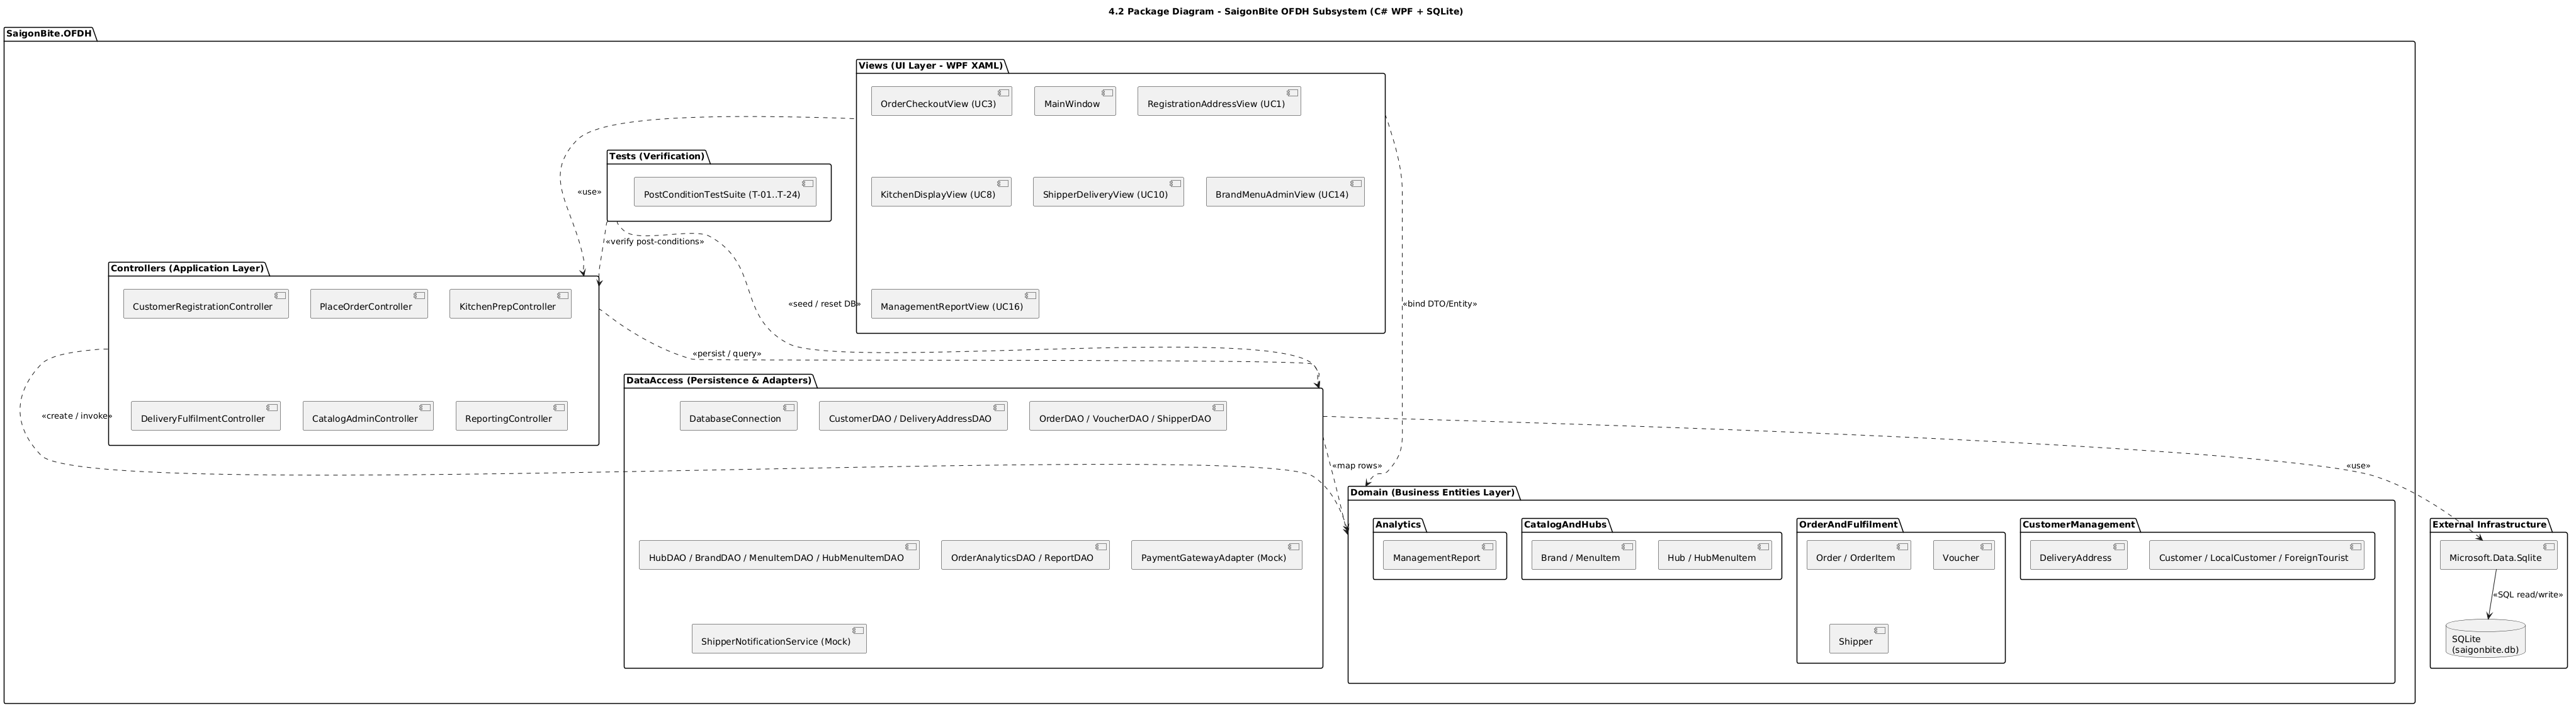 4.2 Package Diagram - SaigonBite OFDH Subsystem (C# WPF + SQLite)
SaigonBite.OFDH
Views (UI Layer - WPF XAML)
OrderCheckoutView (UC3)
MainWindow
RegistrationAddressView (UC1)
KitchenDisplayView (UC8)
ShipperDeliveryView (UC10)
BrandMenuAdminView (UC14)
ManagementReportView (UC16)
Tests (Verification)
PostConditionTestSuite (T-01..T-24)
«use»
«verify post-conditions»
«seed / reset DB»
«bind DTO/Entity»
Controllers (Application Layer)
CustomerRegistrationController
PlaceOrderController
KitchenPrepController
DeliveryFulfilmentController
CatalogAdminController
ReportingController
«persist / query»
«create / invoke»
DataAccess (Persistence & Adapters)
DatabaseConnection
CustomerDAO / DeliveryAddressDAO
OrderDAO / VoucherDAO / ShipperDAO
HubDAO / BrandDAO / MenuItemDAO / HubMenuItemDAO
OrderAnalyticsDAO / ReportDAO
PaymentGatewayAdapter (Mock)
ShipperNotificationService (Mock)
«map rows»
«use»
Domain (Business Entities Layer)
Analytics
ManagementReport
CatalogAndHubs
Brand / MenuItem
Hub / HubMenuItem
OrderAndFulfilment
Order / OrderItem
Voucher
Shipper
CustomerManagement
DeliveryAddress
Customer / LocalCustomer / ForeignTourist
External Infrastructure
Microsoft.Data.Sqlite
«SQL read/write»
SQLite
(saigonbite.db)